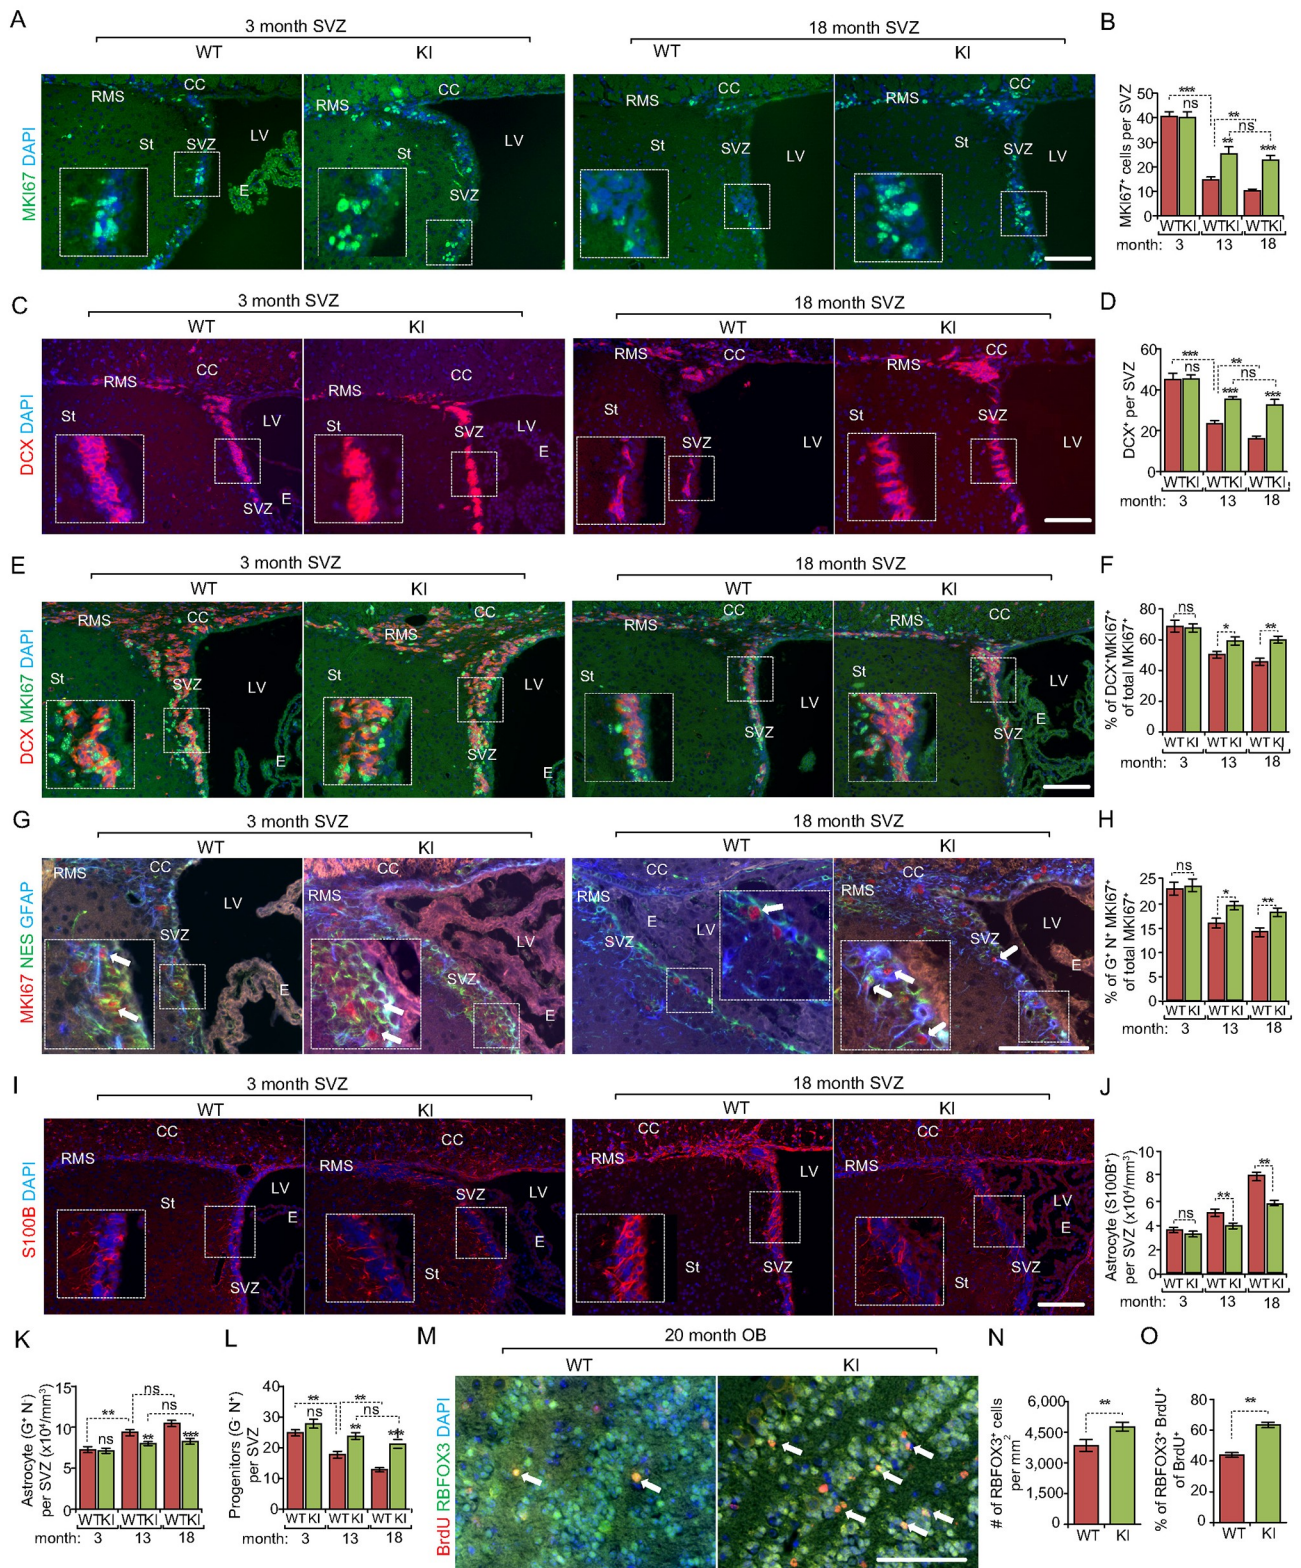 A
3 month SVZ
WT
KI
18 month SVZ
WT
KI
MKI67 DAPI
RMS
CC
St
SVZ
LV
E
RMS
CC
St
SVZ
LV
CC
RMS
St
SVZ
LV
CC
RMS
St
SVZ
LV
B
MKI67⁺ cells per SVZ
50
40
30
20
10
0
***
ns
**
ns
**
***
WT KI WT KI WT KI
month: 3 13 18
C
3 month SVZ
WT
KI
18 month SVZ
WT
KI
DCX DAPI
RMS
CC
St
LV
SVZ
E
RMS
CC
St
SVZ
LV
E
RMS
CC
St
SVZ
LV
RMS
CC
St
SVZ
LV
D
DCX⁺ per SVZ
60
40
20
0
***
ns
**
ns
***
***
WT KI WT KI WT KI
month: 3 13 18
E
3 month SVZ
WT
KI
18 month SVZ
WT
KI
DCX MKI67 DAPI
RMS
CC
St
SVZ
LV
E
CC
RMS
St
SVZ
LV
E
CC
RMS
St
SVZ
LV
CC
RMS
St
SVZ
LV
E
F
% of DCX⁺MKI67⁺
of total MKI67⁺
80
60
40
20
0
ns
*
**
WT KI WT KI WT KI
month: 3 13 18
G
3 month SVZ
WT
KI
18 month SVZ
WT
KI
MKI67 NES GFAP
RMS
CC
LV
SVZ
E
CC
RMS
LV
SVZ
E
CC
RMS
E
SVZ
LV
CC
RMS
LV
SVZ
E
H
% of G⁺ N⁺ MKI67⁺
of total MKI67⁺
25
20
15
10
5
0
ns
*
**
WT KI WT KI WT KI
month: 3 13 18
I
3 month SVZ
WT
KI
18 month SVZ
WT
KI
S100B DAPI
CC
RMS
St
LV
E
SVZ
CC
RMS
SVZ
LV
E
St
CC
RMS
LV
St
SVZ
CC
RMS
LV
E
St
SVZ
J
Astrocyte (S100B⁺)
per SVZ (x10⁴/mm³)
10
8
6
4
2
0
ns
**
**
WT KI WT KI WT KI
month: 3 13 18
K
Astrocyte (G⁺ N⁻)
per SVZ (x10⁴/mm³)
15
10
5
0
**
ns
ns
ns
**
***
WT KI WT KI WT KI
month: 3 13 18
L
Progenitors (G⁻ N⁺)
per SVZ
40
30
20
10
0
**
ns
**
ns
**
***
WT KI WT KI WT KI
month: 3 13 18
M
20 month OB
WT
KI
BrdU RBFOX3 DAPI
N
# of RBFOX3⁺ cells
per mm²
6,000
4,500
3,000
1,500
0
**
WT KI
O
% of RBFOX3⁺ BrdU⁺
of BrdU⁺
80
60
40
20
0
**
WT KI